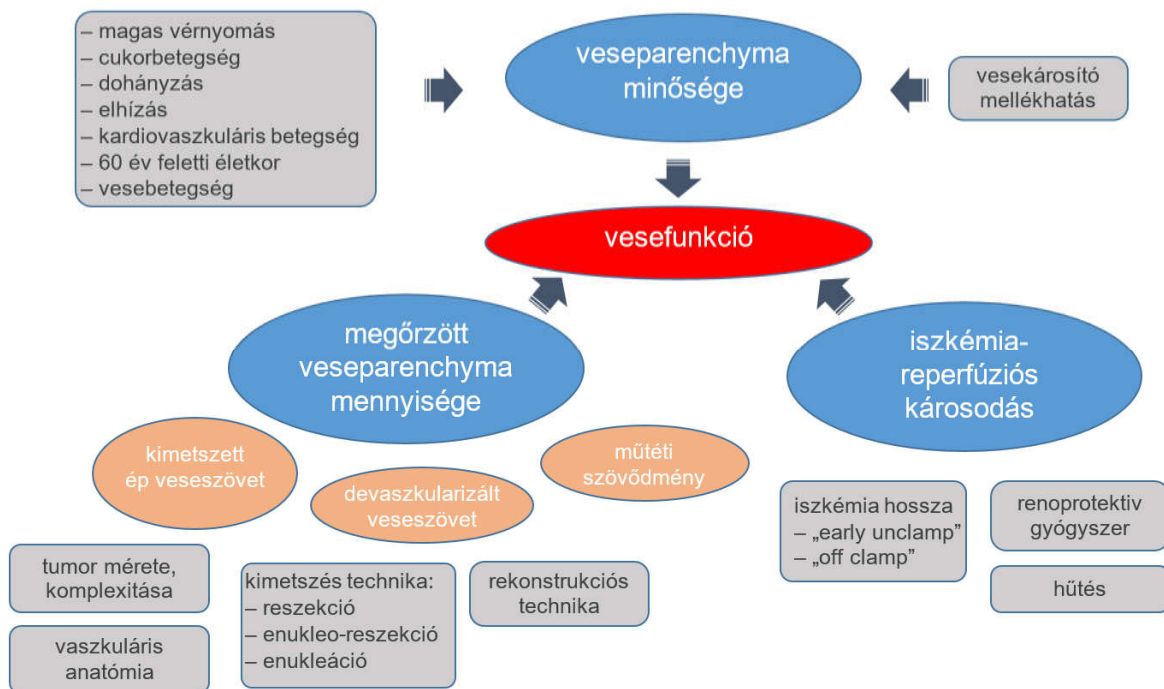 – magas vérnyomás
– cukorbetegség
– dohányzás
– elhízás
– kardiovaszkuláris betegség
– 60 év feletti életkor
– vesebetegség
veseparenchyma
minősége
vesekárosító
mellékhatás
vesefunkció
megőrzött
veseparenchyma
mennyisége
iszkémia-
reperfúziós
károsodás
kimetszett
ép veseszövet
devaszkularizált
veseszövet
műtéti
szövődmény
tumor mérete,
komplexitása
vaszkuláris
anatómia
kimetszés technika:
– reszekció
– enukleo-reszekció
– enukleáció
rekonstrukciós
technika
iszkémia hossza
– „early unclamp”
– „off clamp”
renoprotektiv
gyógyszer
hűtés